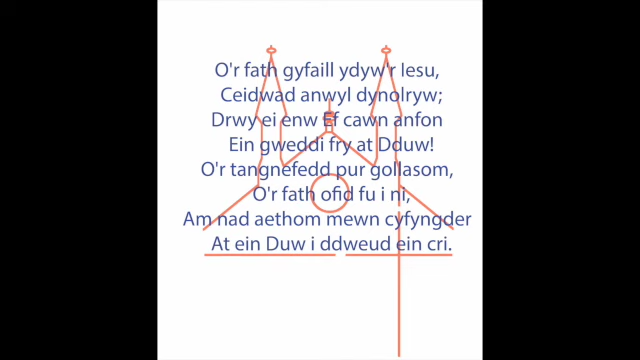 O'r fath gyfaill ydyw'r Iesu,
Ceidwad anwyl dynolryw;
Drwy ei enw Ef cawn anfon
Ein gweddi fry at Dduw!
O'r tangnefedd pur gollasom,
O'r fath ofid fu i ni,
Am nad aethom mewn cyfyngder
At ein Duw i ddweud ein cri.